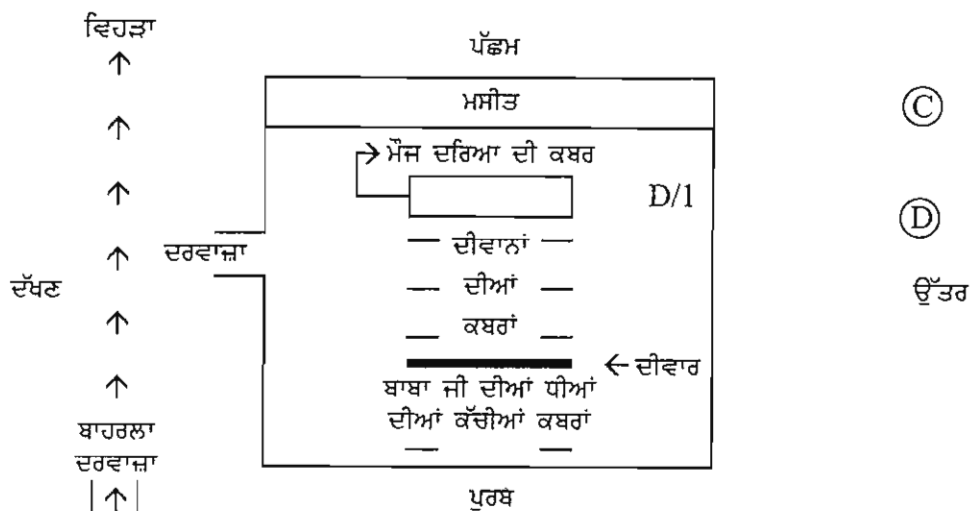 ਵਿਹੜਾ
ਪੱਛਮ
ਮਸੀਤ
C
ਮੌਜ ਦਰਿਆ ਦੀ ਕਬਰ
D/1
D
ਦਰਵਾਜ਼ਾ
ਦੀਵਾਨਾਂ
ਦੱਖਣ
ਦੀਆਂ
ਉੱਤਰ
ਕਬਰਾਂ
ਦੀਵਾਰ
ਬਾਬਾ ਜੀ ਦੀਆਂ ਧੀਆਂ
ਦੀਆਂ ਕੱਚੀਆਂ ਕਬਰਾਂ
ਬਾਹਰਲਾ
ਦਰਵਾਜ਼ਾ
ਪੂਰਬ